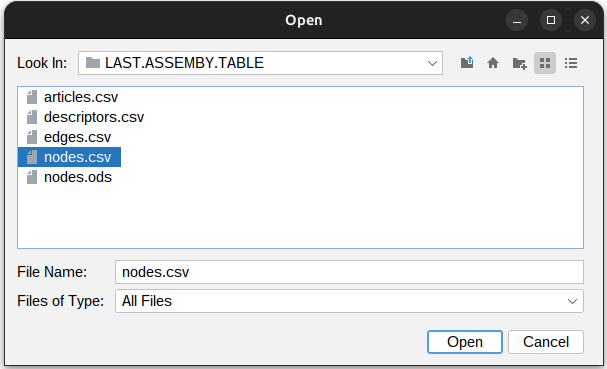 Open
Look In: LAST.ASSEMBY.TABLE
articles.csv
descriptors.csv
edges.csv
nodes.csv
nodes.ods
File Name: nodes.csv
Files of Type: All Files
Open Cancel